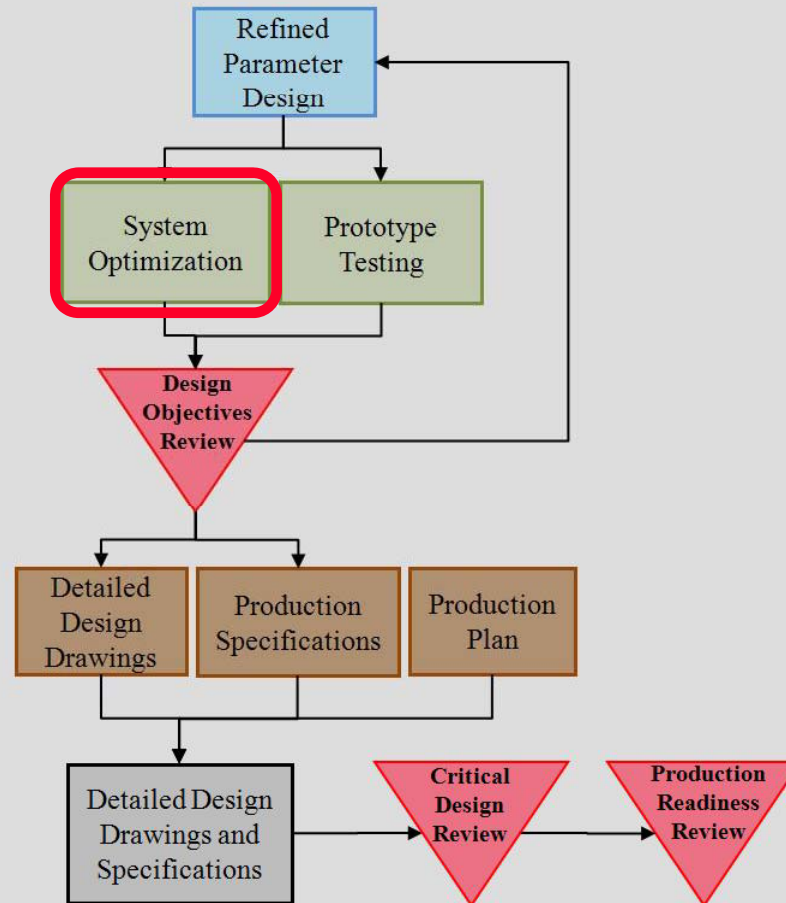 Refined
Parameter
Design
System
Optimization
Prototype
Testing
Design
Objectives
Review
Detailed
Design
Drawings
Production
Specifications
Production
Plan
Detailed Design
Drawings and
Specifications
Critical
Design
Review
Production
Readiness
Review